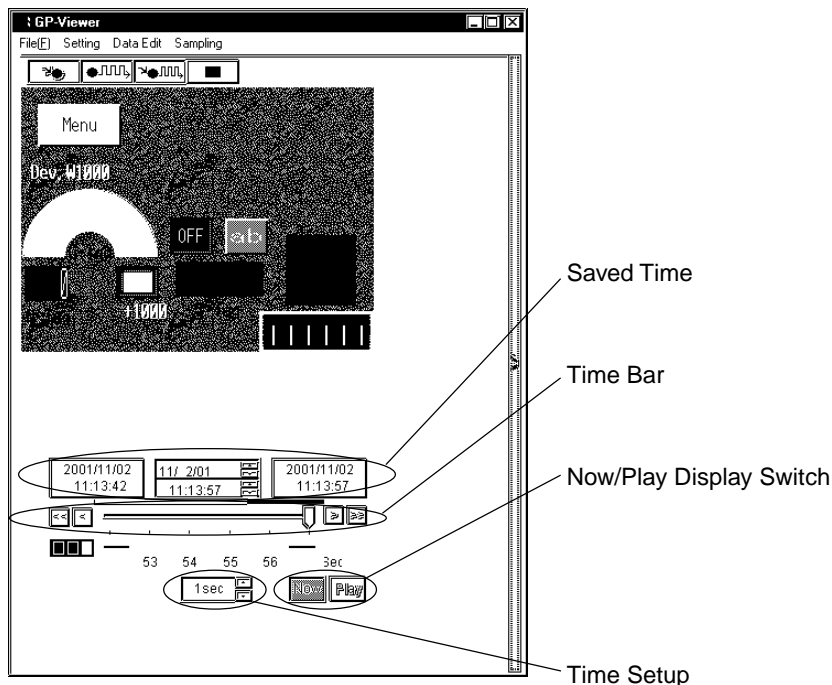 GP-Viewer
File(F) Setting Data Edit Sampling
Menu
Dev, W1000
OFF ab
0
+1000
Saved Time
Time Bar
Now/Play Display Switch
2001/11/02 11/ 2/01 2001/11/02
11:13:42 11:13:57 11:13:57
<< < > >>
53 54 55 56 Sec
1sec Now Play
Time Setup